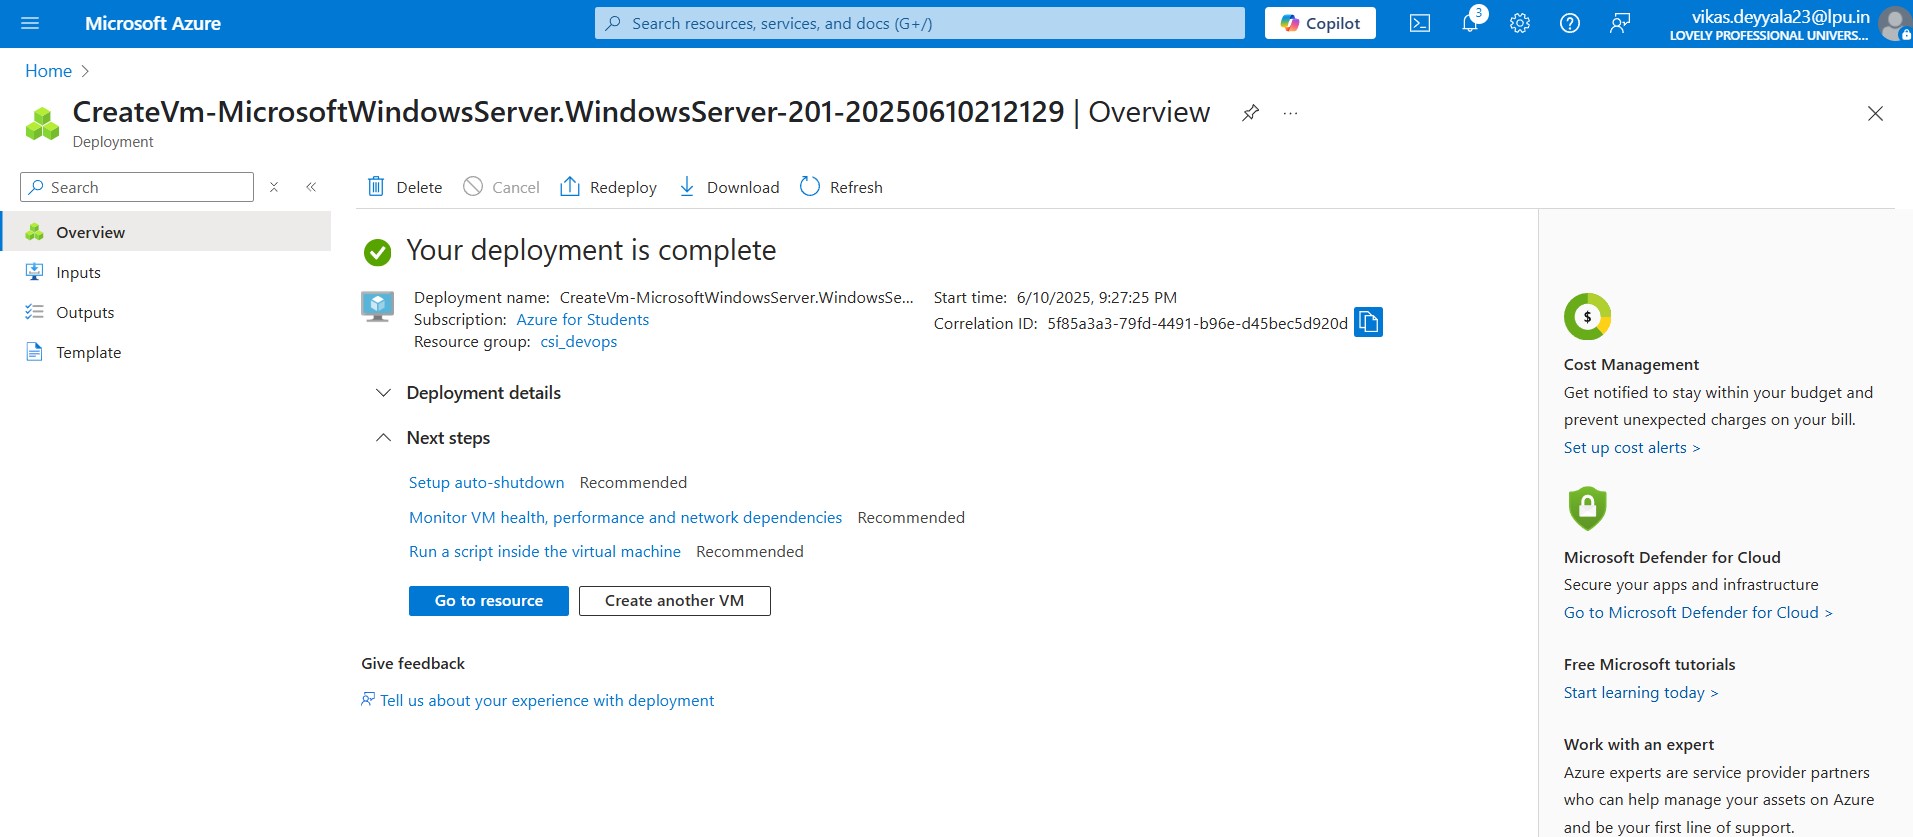 Microsoft Azure
Search resources, services, and docs (G+/)
Copilot
3
vikas.deyyala23@lpu.in
LOVELY PROFESSIONAL UNIVERS...
Home
CreateVm-MicrosoftWindowsServer.WindowsServer-201-20250610212129 | Overview
...
Deployment
Search
Delete
Cancel
Redeploy
Download
Refresh
Overview
Inputs
Outputs
Template
Your deployment is complete
Deployment name: CreateVm-MicrosoftWindowsServer.WindowsSe...
Subscription: Azure for Students
Resource group: csi_devops
Start time: 6/10/2025, 9:27:25 PM
Correlation ID: 5f85a3a3-79fd-4491-b96e-d45bec5d920d
Deployment details
Next steps
Setup auto-shutdown Recommended
Monitor VM health, performance and network dependencies Recommended
Run a script inside the virtual machine Recommended
Go to resource
Create another VM
Give feedback
Tell us about your experience with deployment
$
Cost Management
Get notified to stay within your budget and
prevent unexpected charges on your bill.
Set up cost alerts >
Microsoft Defender for Cloud
Secure your apps and infrastructure
Go to Microsoft Defender for Cloud >
Free Microsoft tutorials
Start learning today >
Work with an expert
Azure experts are service provider partners
who can help manage your assets on Azure
and be your first line of support.